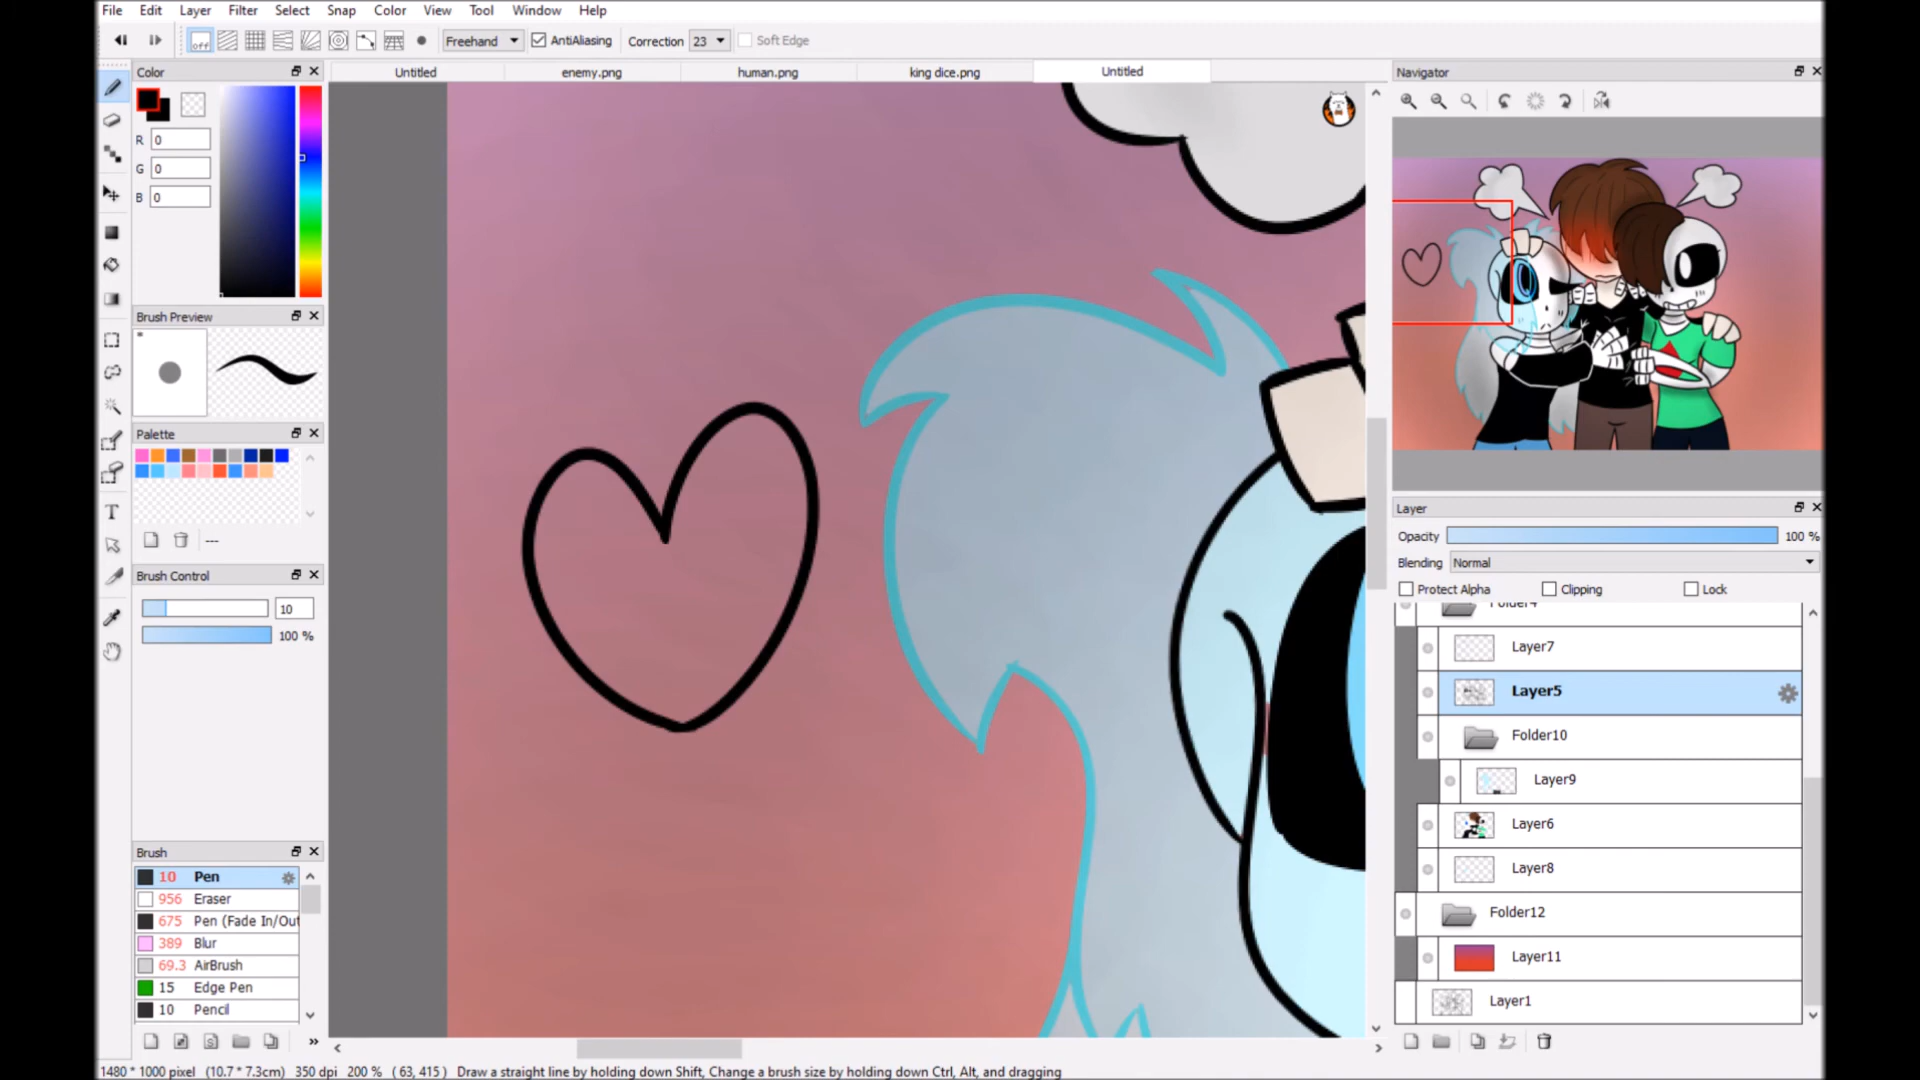 File Edit Layer Filter Select Snap Color View Tool Window Help
off Freehand AntiAliasing Correction 23 Soft Edge
Color
Untitled enemy.png human.png king dice.png Untitled
Navigator
R 0
G 0
B 0
Brush Preview
Palette
---
Brush Control
10
100 %
Brush
10 Pen
956 Eraser
675 Pen (Fade In/Out
389 Blur
69.3 AirBrush
15 Edge Pen
10 Pencil
Layer
Opacity 100 %
Blending Normal
Protect Alpha Clipping Lock
Folder4
Layer7
Layer5
Folder10
Layer9
Layer6
Layer8
Folder12
Layer11
Layer1
1480 * 1000 pixel (10.7 * 7.3cm) 350 dpi 200 % ( 63, 415 ) Draw a straight line by holding down Shift, Change a brush size by holding down Ctrl, Alt, and dragging